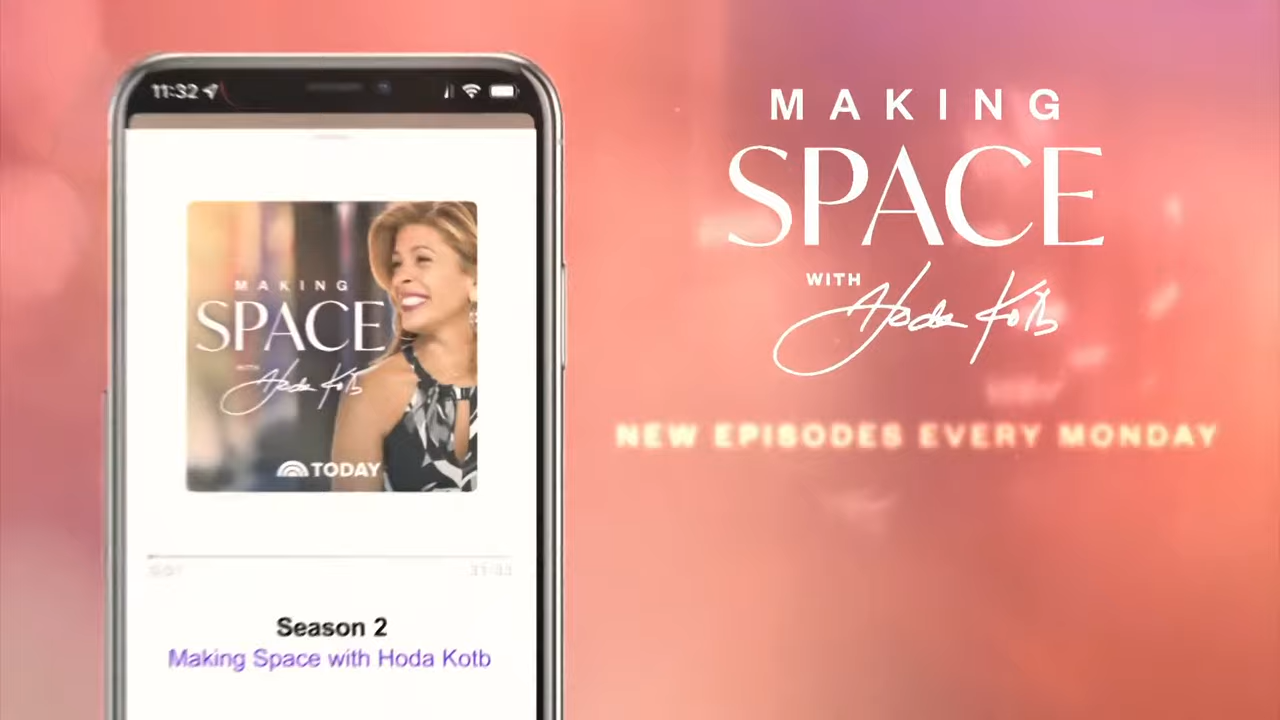 11:32
MAKING
SPACE
WITH Hoda Kotb
TODAY
Season 2
Making Space with Hoda Kotb
MAKING
SPACE
WITH Hoda Kotb
NEW EPISODES EVERY MONDAY